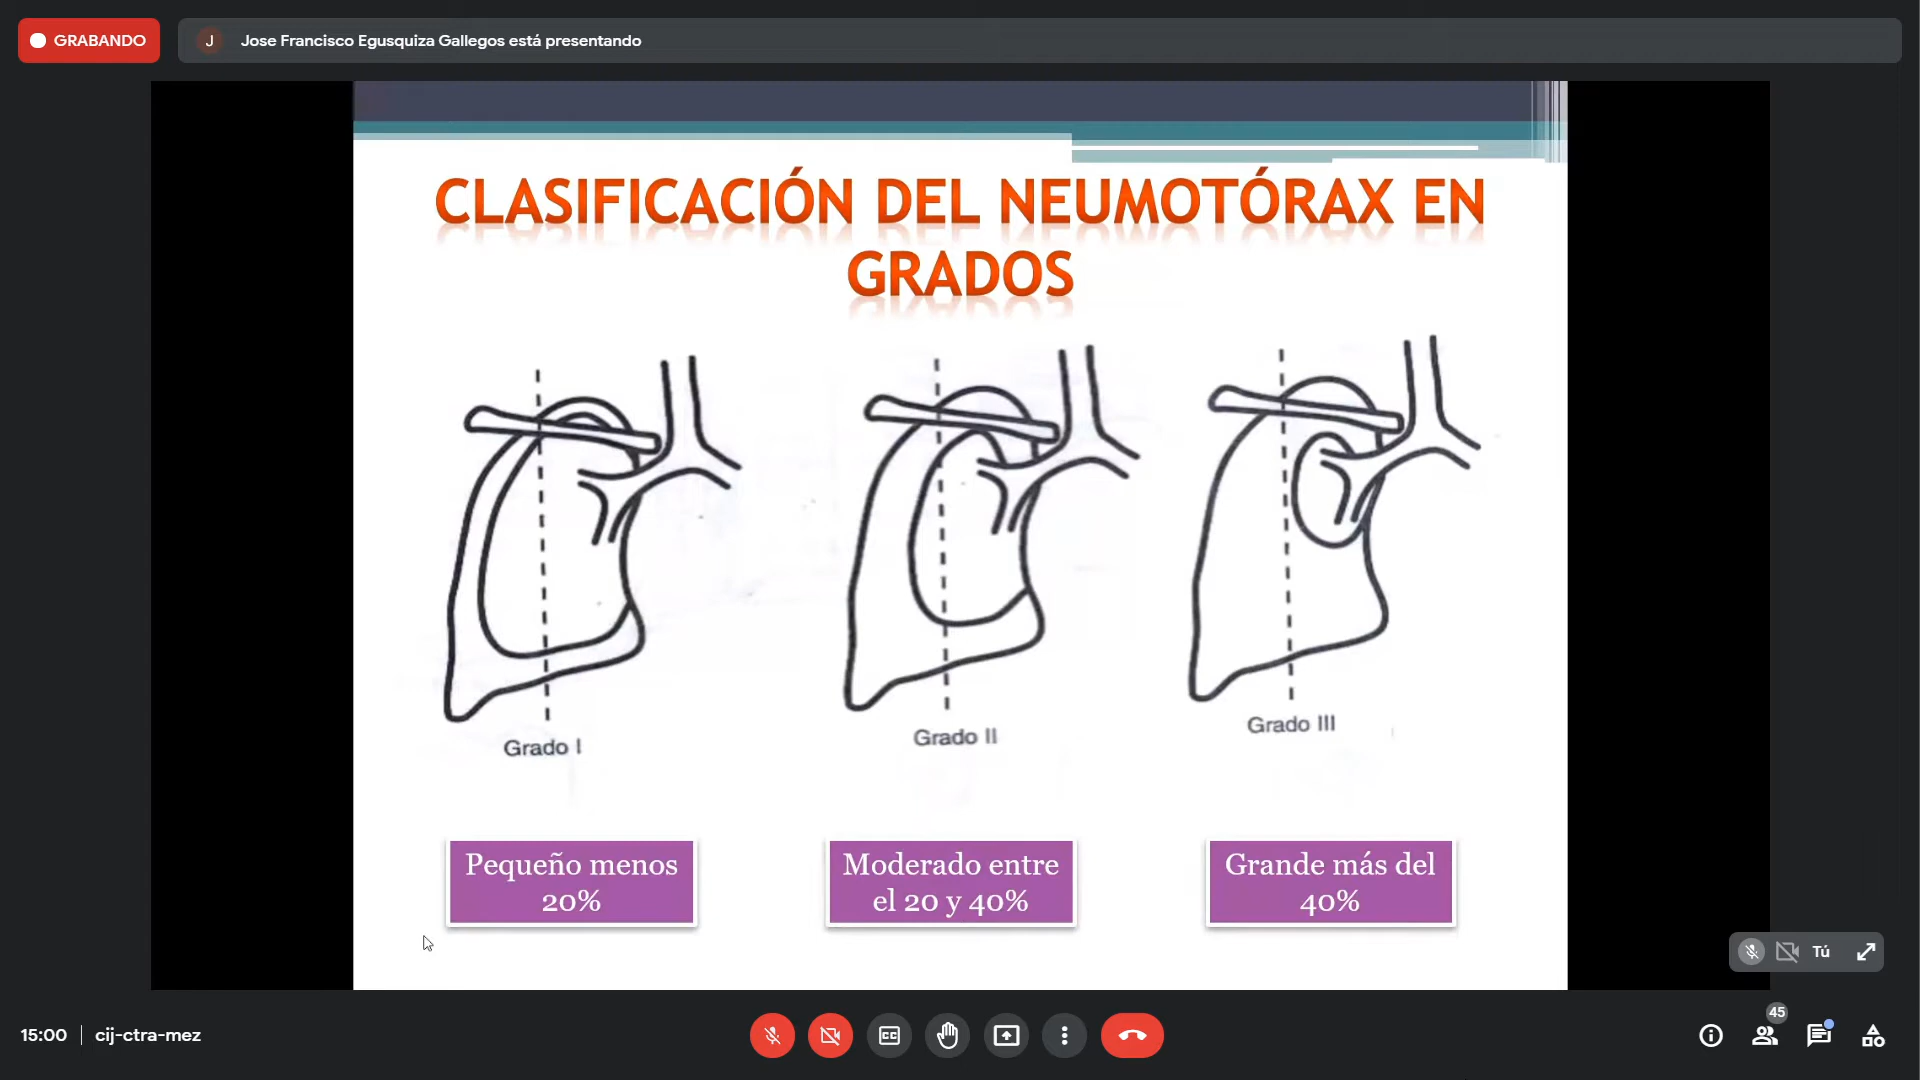 GRABANDO
J
Jose Francisco Egusquiza Gallegos está presentando
CLASIFICACIÓN DEL NEUMOTÓRAX EN
GRADOS
Grado I
Grado II
Grado III
Pequeño menos
20%
Moderado entre
el 20 y 40%
Grande más del
40%
Tú
15:00
cij-ctra-mez
CC
45